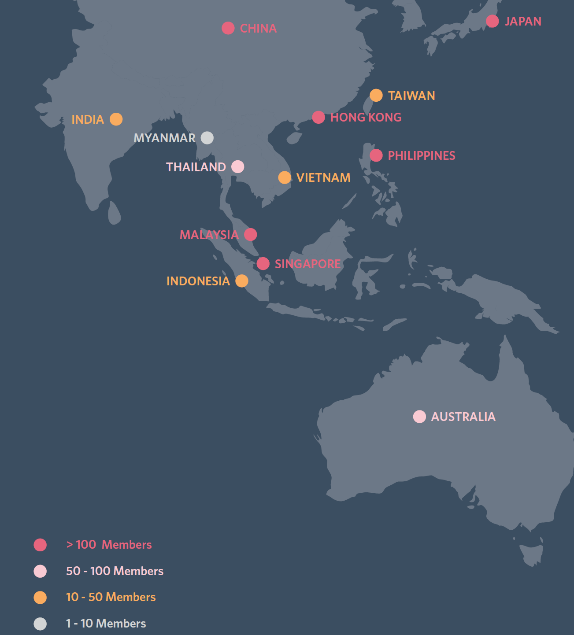 JAPAN
CHINA
TAIWAN
INDIA
HONG KONG
MYANMAR
PHILIPPINES
THAILAND
VIETNAM
MALAYSIA
SINGAPORE
INDONESIA
AUSTRALIA
> 100 Members
50 - 100 Members
10 - 50 Members
1 - 10 Members